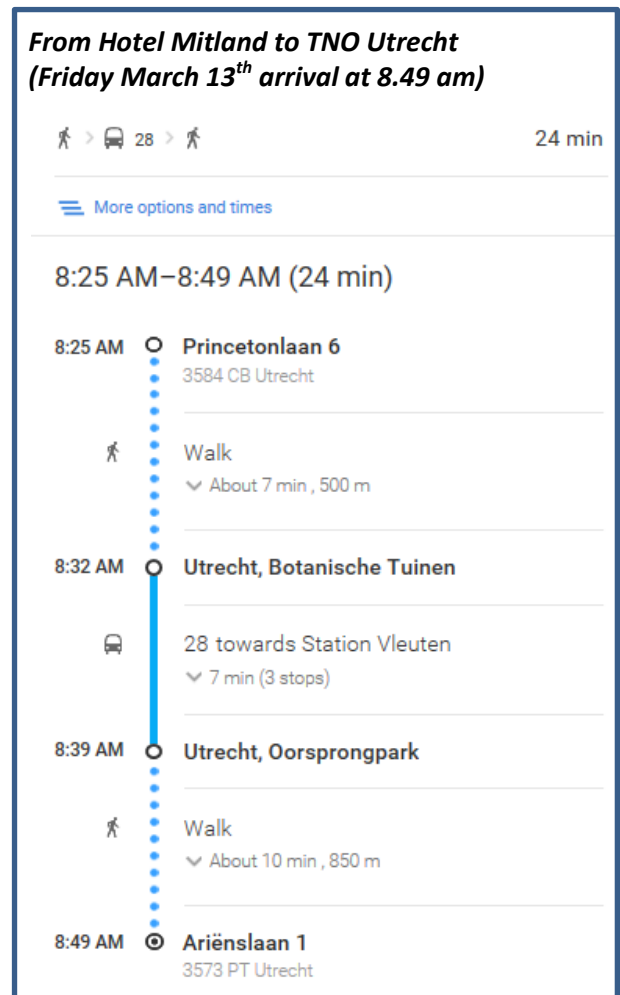 From Hotel Mitland to TNO Utrecht
(Friday March 13th arrival at 8.49 am)
28 24 min
More options and times
8:25 AM–8:49 AM (24 min)
8:25 AM Princetonlaan 6
3584 CB Utrecht
Walk
About 7 min , 500 m
8:32 AM Utrecht, Botanische Tuinen
28 towards Station Vleuten
7 min (3 stops)
8:39 AM Utrecht, Oorsprongpark
Walk
About 10 min , 850 m
8:49 AM Ariënslaan 1
3573 PT Utrecht